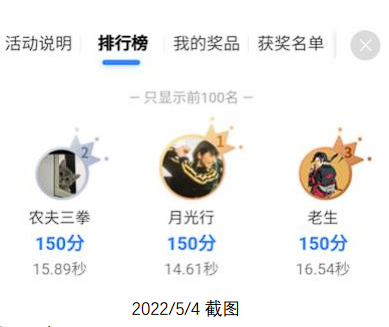 活动说明 排行榜 我的奖品 获奖名单
— 只显示前100名 —
2 1 3
农夫三拳 月光行 老生
150分 150分 150分
15.89秒 14.61秒 16.54秒
2022/5/4 截图